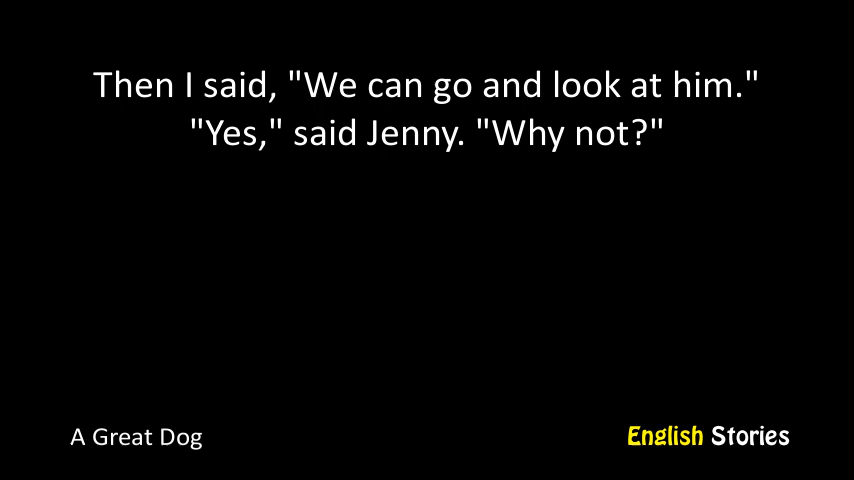 Then I said, "We can go and look at him."
"Yes," said Jenny. "Why not?"
A Great Dog
English Stories